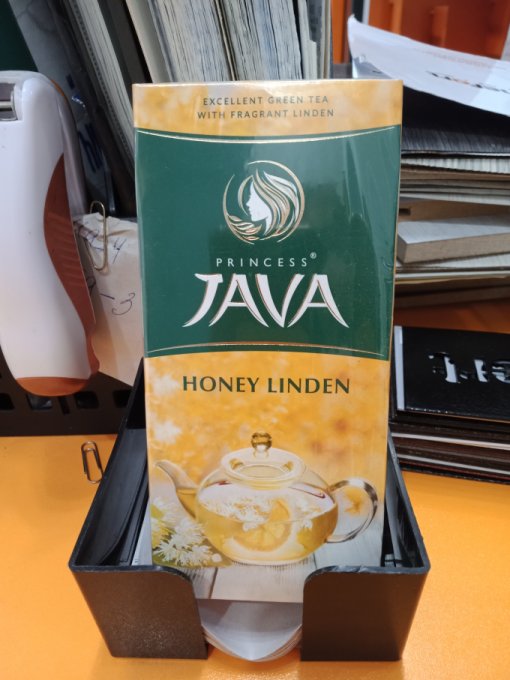 EXCELLENT GREEN TEA
WITH FRAGRANT LINDEN
PRINCESS®
JAVA
HONEY LINDEN